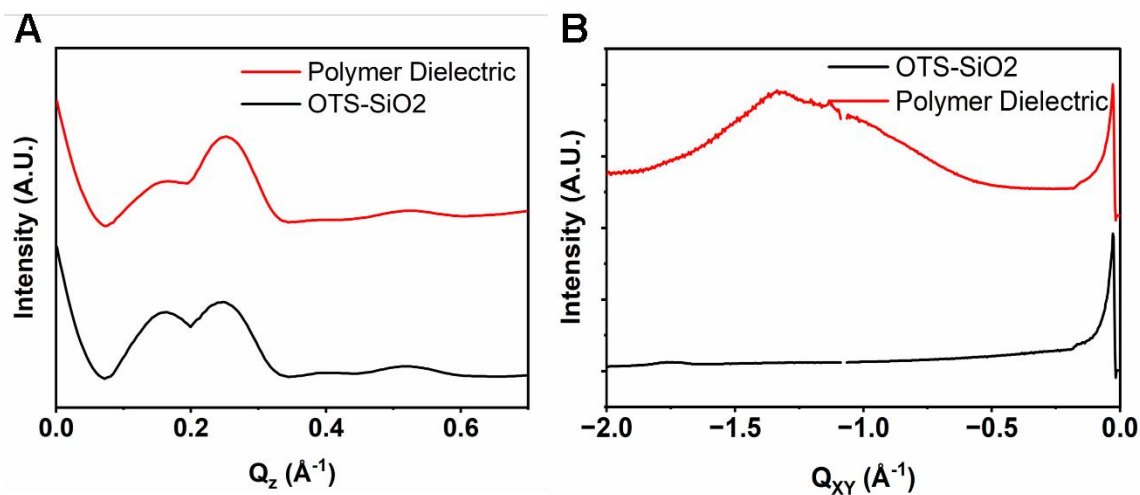 A
Polymer Dielectric
OTS-SiO2
Intensity (A.U.)
0.0 0.2 0.4 0.6
Qz (Å-1)
B
OTS-SiO2
Polymer Dielectric
Intensity (A.U.)
−2.0 −1.5 −1.0 −0.5 0.0
QXY (Å-1)